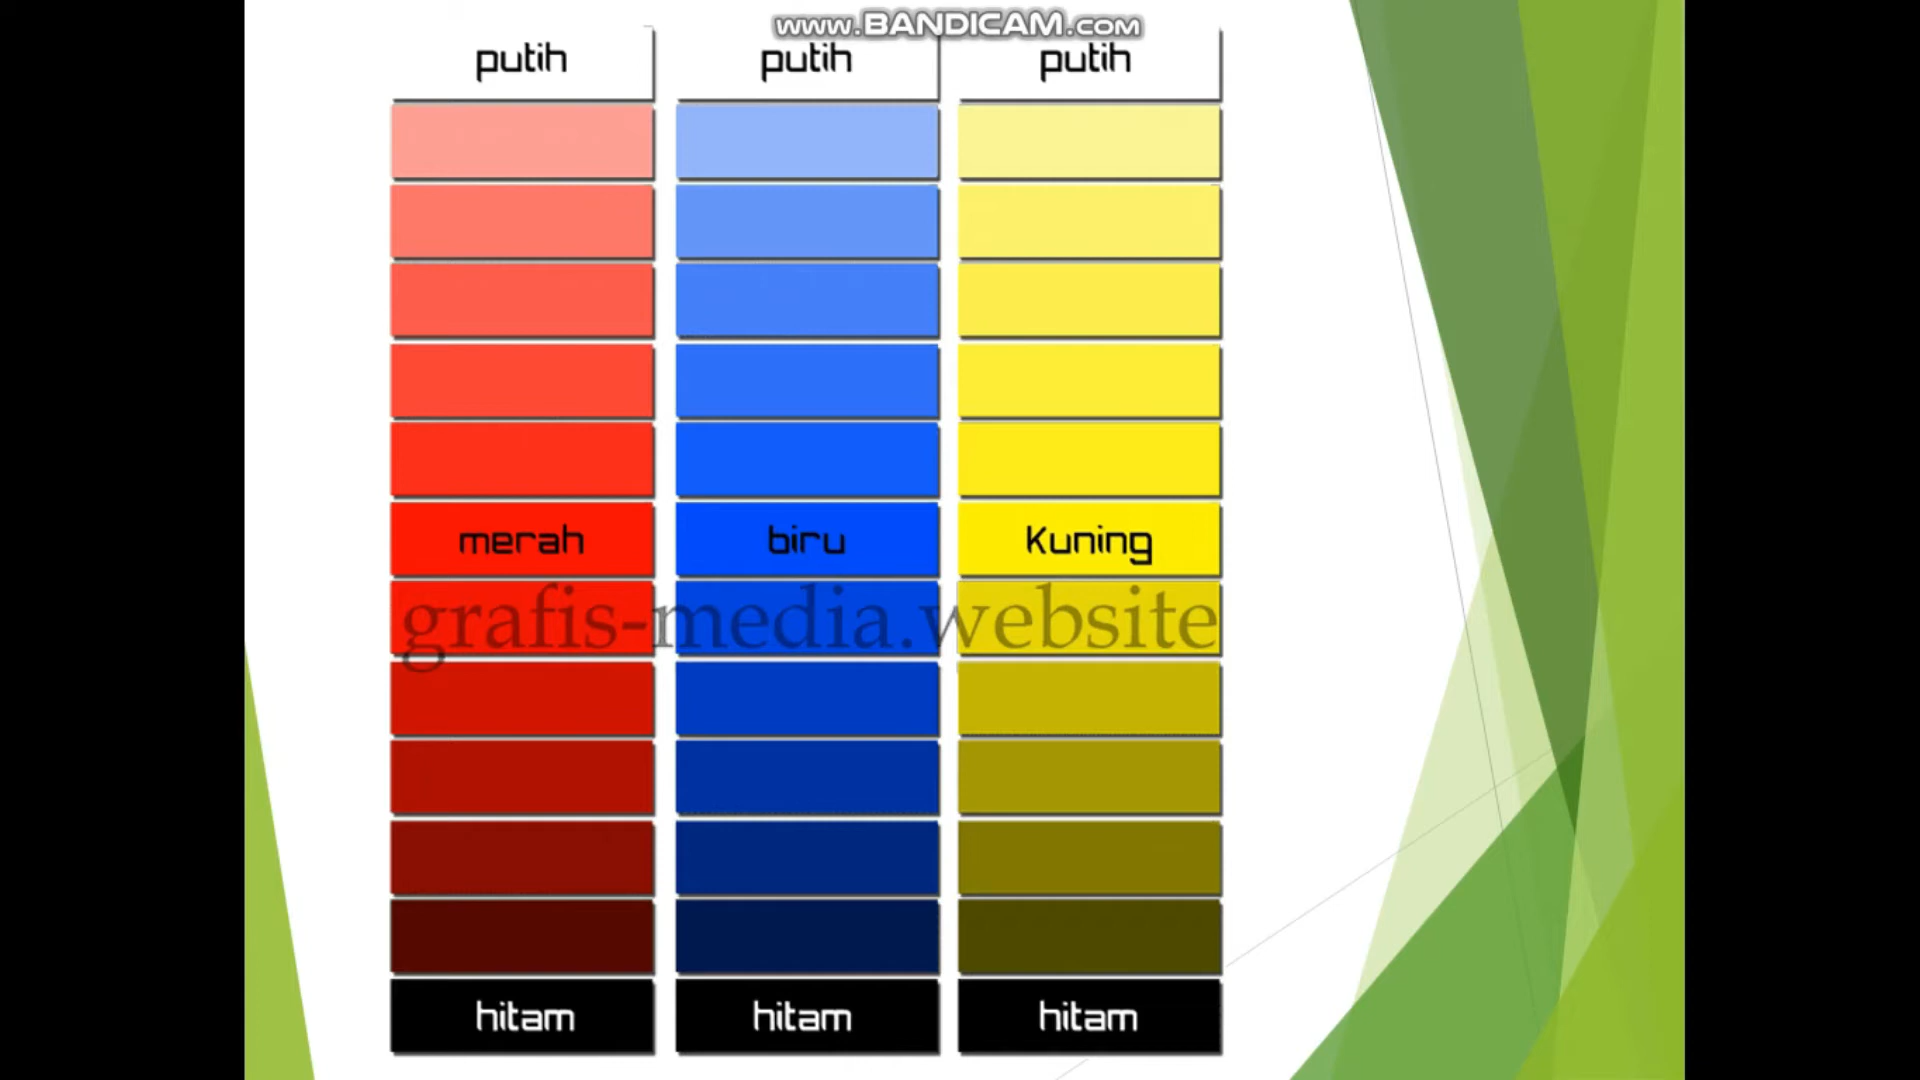 www.BANDICAM.com
putih putih putih
merah biru Kuning
grafis-media.website
hitam hitam hitam